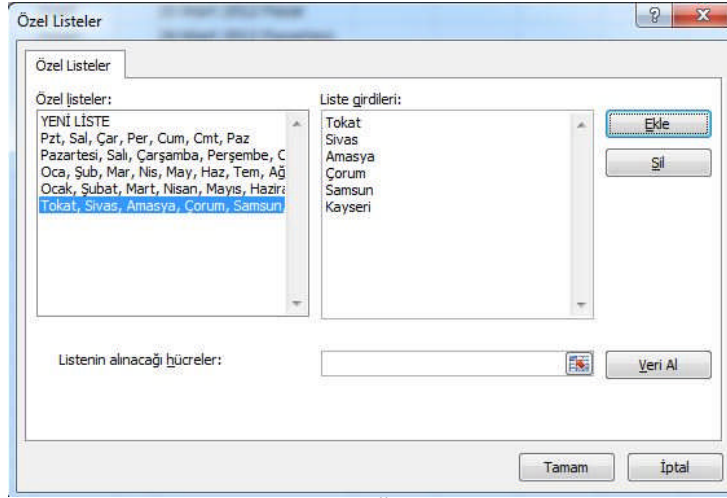 Özel Listeler
Özel Listeler
Özel listeler:
YENİ LİSTE
Pzt, Sal, Çar, Per, Cum, Cmt, Paz
Pazartesi, Salı, Çarşamba, Perşembe, C
Oca, Şub, Mar, Nis, May, Haz, Tem, Ağ
Ocak, Şubat, Mart, Nisan, Mayıs, Hazira
Tokat, Sivas, Amasya, Çorum, Samsun,
Liste girdileri:
Tokat
Sivas
Amasya
Çorum
Samsun
Kayseri
Ekle
Sil
Listenin alınacağı hücreler:
Veri Al
Tamam
İptal